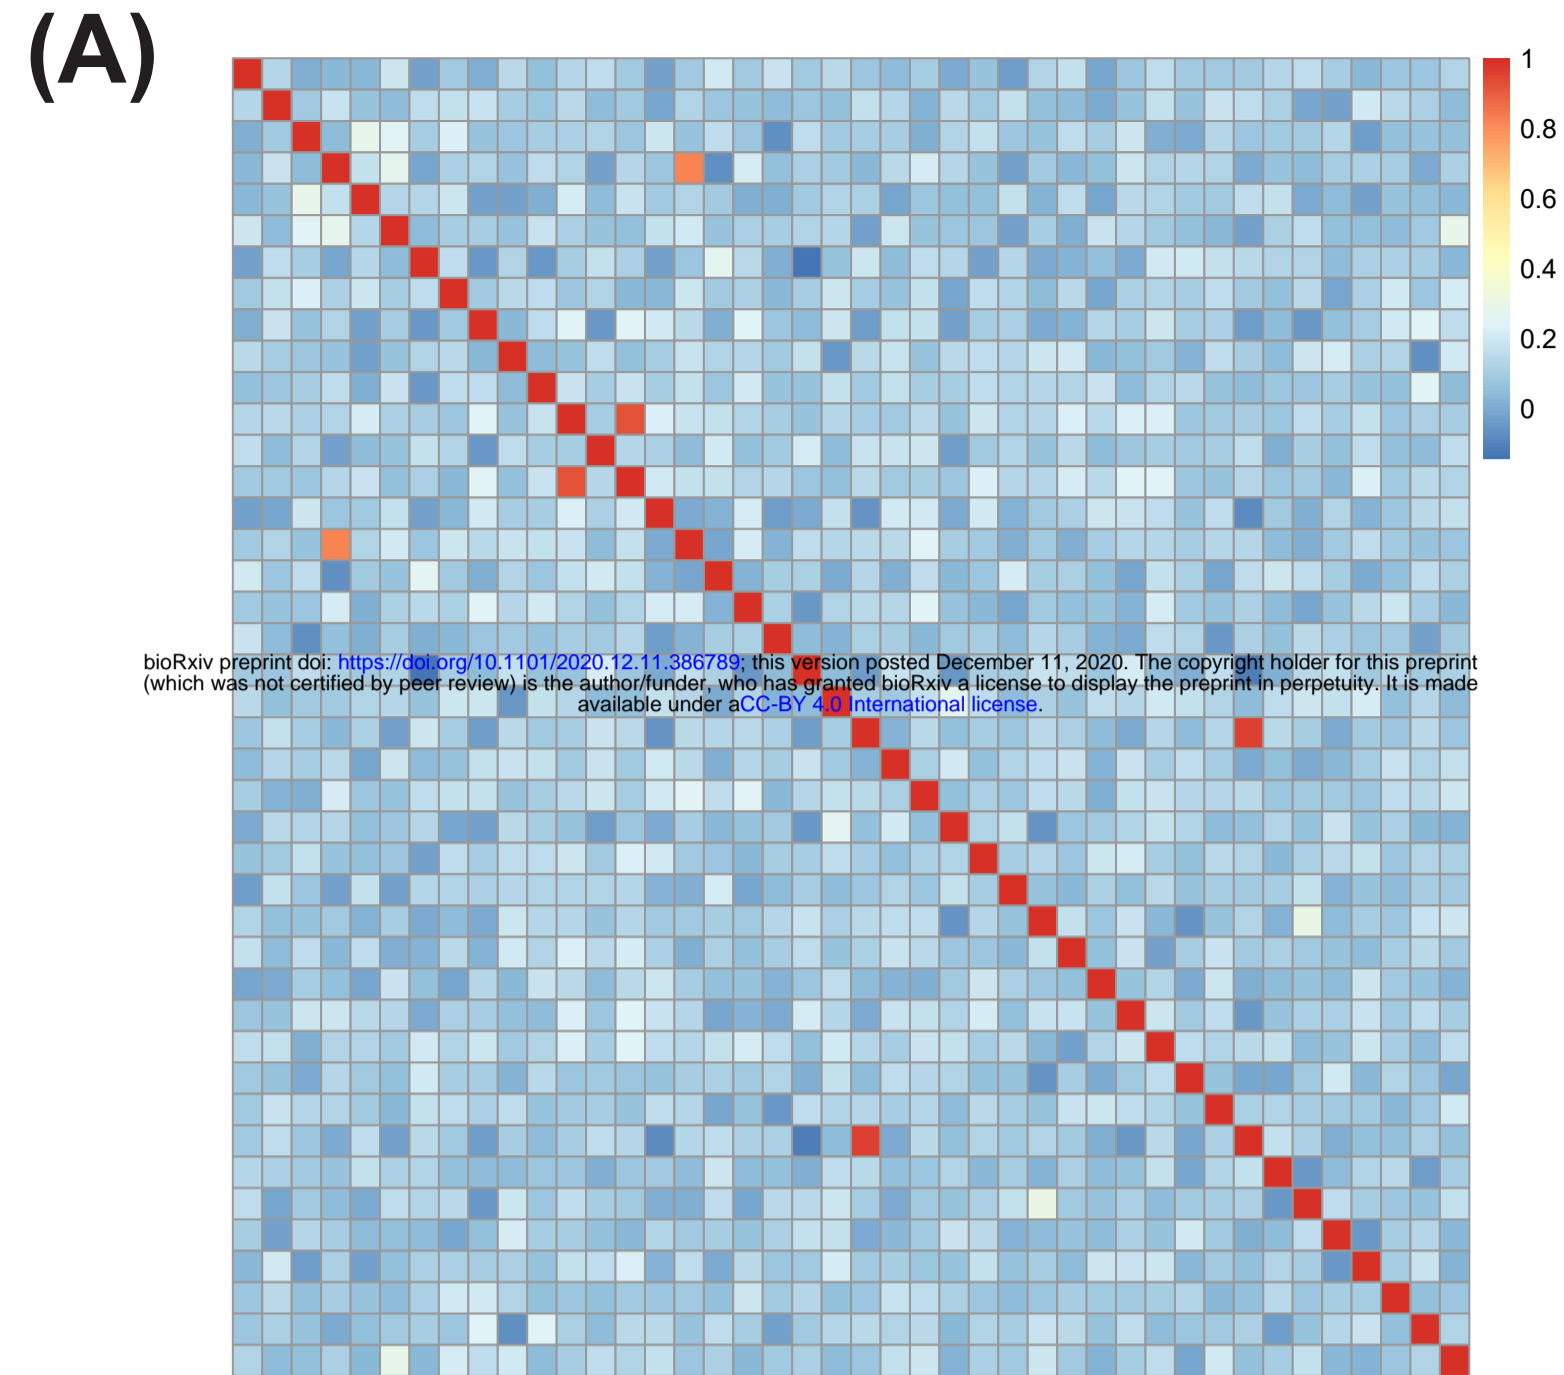 (A)
1
0.8
0.6
0.4
0.2
0
bioRxiv preprint doi: https://doi.org/10.1101/2020.12.11.386789; this version posted December 11, 2020. The copyright holder for this preprint
(which was not certified by peer review) is the author/funder, who has granted bioRxiv a license to display the preprint in perpetuity. It is made
available under aCC-BY 4.0 International license.